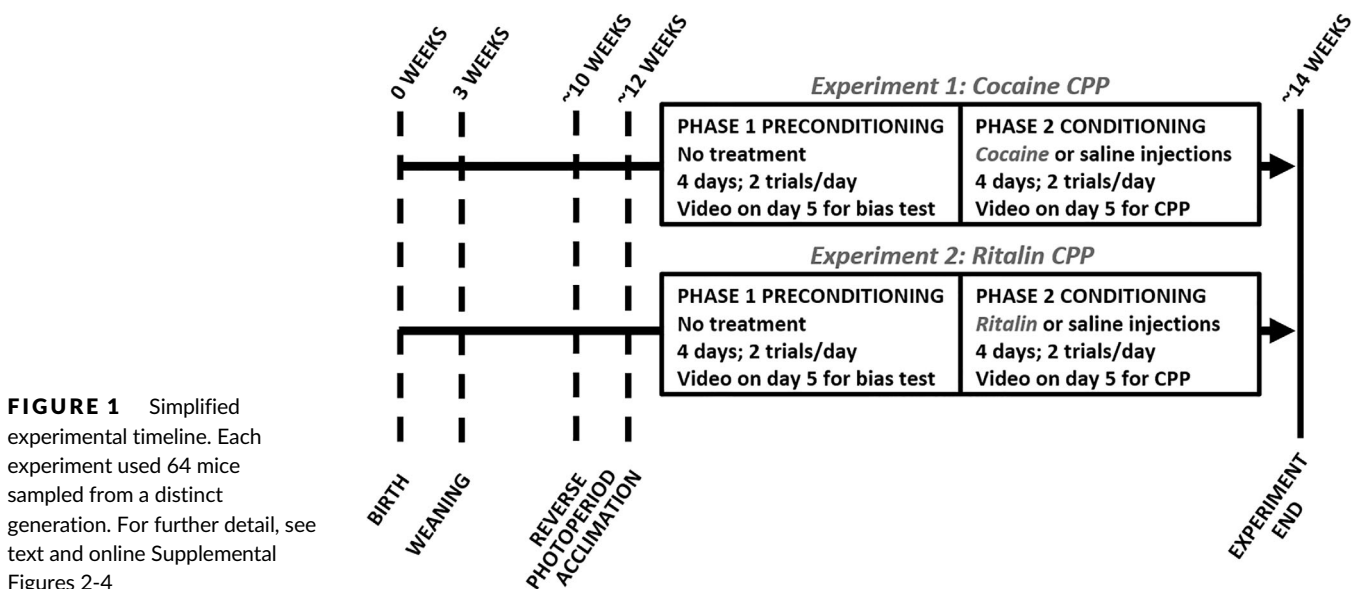 0 WEEKS
3 WEEKS
~10 WEEKS
~12 WEEKS
~14 WEEKS
Experiment 1: Cocaine CPP
PHASE 1 PRECONDITIONING
No treatment
4 days; 2 trials/day
Video on day 5 for bias test
PHASE 2 CONDITIONING
Cocaine or saline injections
4 days; 2 trials/day
Video on day 5 for CPP
Experiment 2: Ritalin CPP
PHASE 1 PRECONDITIONING
No treatment
4 days; 2 trials/day
Video on day 5 for bias test
PHASE 2 CONDITIONING
Ritalin or saline injections
4 days; 2 trials/day
Video on day 5 for CPP
BIRTH
WEANING
REVERSE
PHOTOPERIOD
ACCLIMATION
EXPERIMENT
END
FIGURE 1 Simplified
experimental timeline. Each
experiment used 64 mice
sampled from a distinct
generation. For further detail, see
text and online Supplemental
Figures 2-4